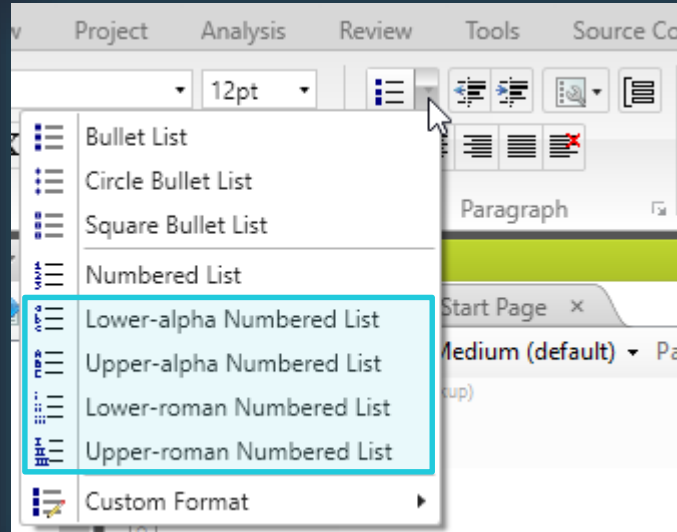 Project Analysis Review Tools Source Co
12pt
Bullet List
Circle Bullet List
Square Bullet List
Paragraph
Numbered List
Lower-alpha Numbered List
Start Page ×
Upper-alpha Numbered List
Medium (default) Pa
Lower-roman Numbered List
Upper-roman Numbered List
Custom Format